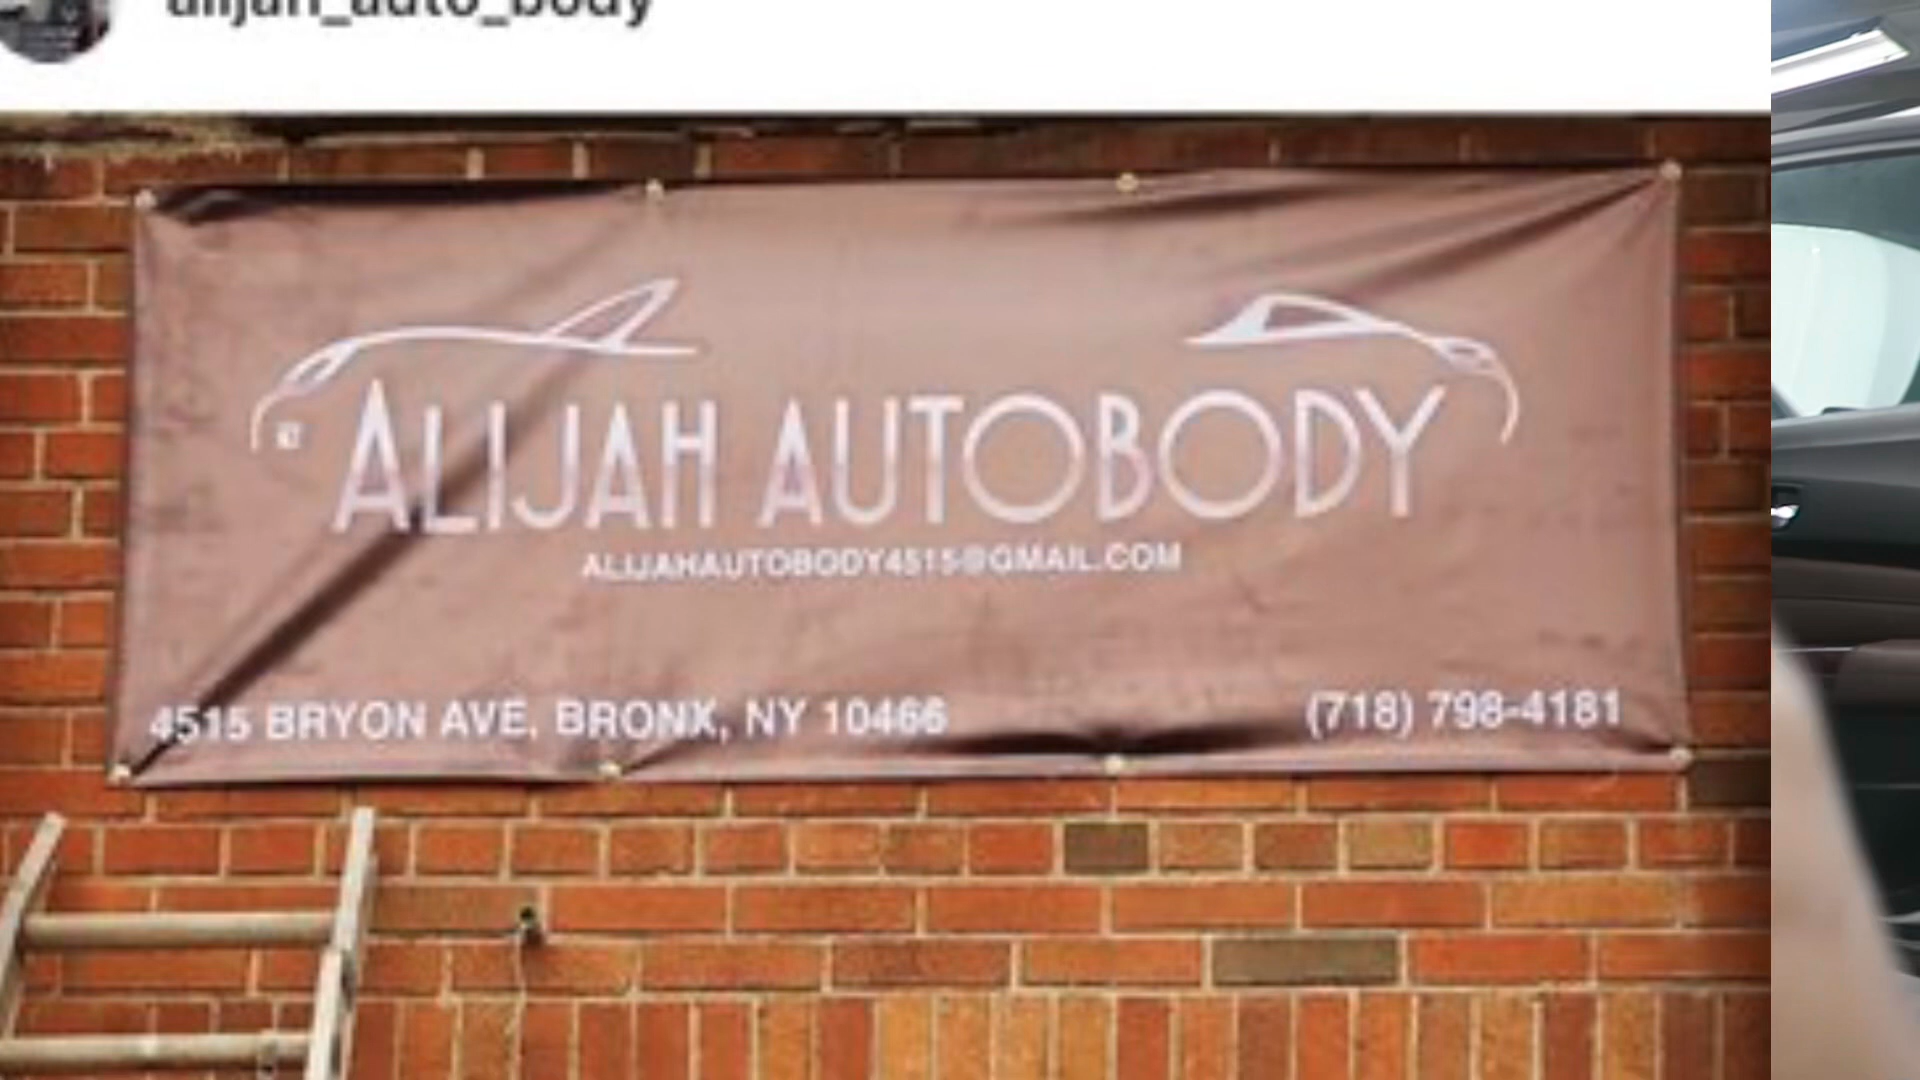 alijah_auto_body
ALIJAH AUTOBODY
ALIJAHAUTOBODY4515@GMAIL.COM
4515 BRYON AVE, BRONX, NY 10466
(718) 798-4181